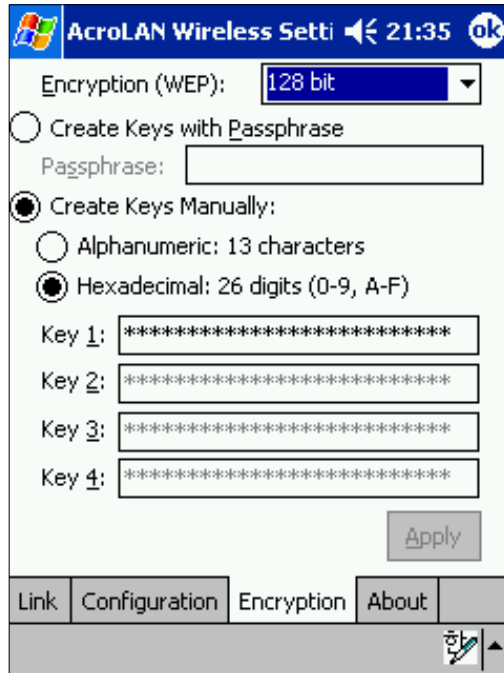 AcroLAN Wireless Setti 21:35 ok
Encryption (WEP): 128 bit
Create Keys with Passphrase
Passphrase:
Create Keys Manually:
Alphanumeric: 13 characters
Hexadecimal: 26 digits (0-9, A-F)
Key 1: **************************
Key 2: **************************
Key 3: **************************
Key 4: **************************
Apply
Link Configuration Encryption About
한